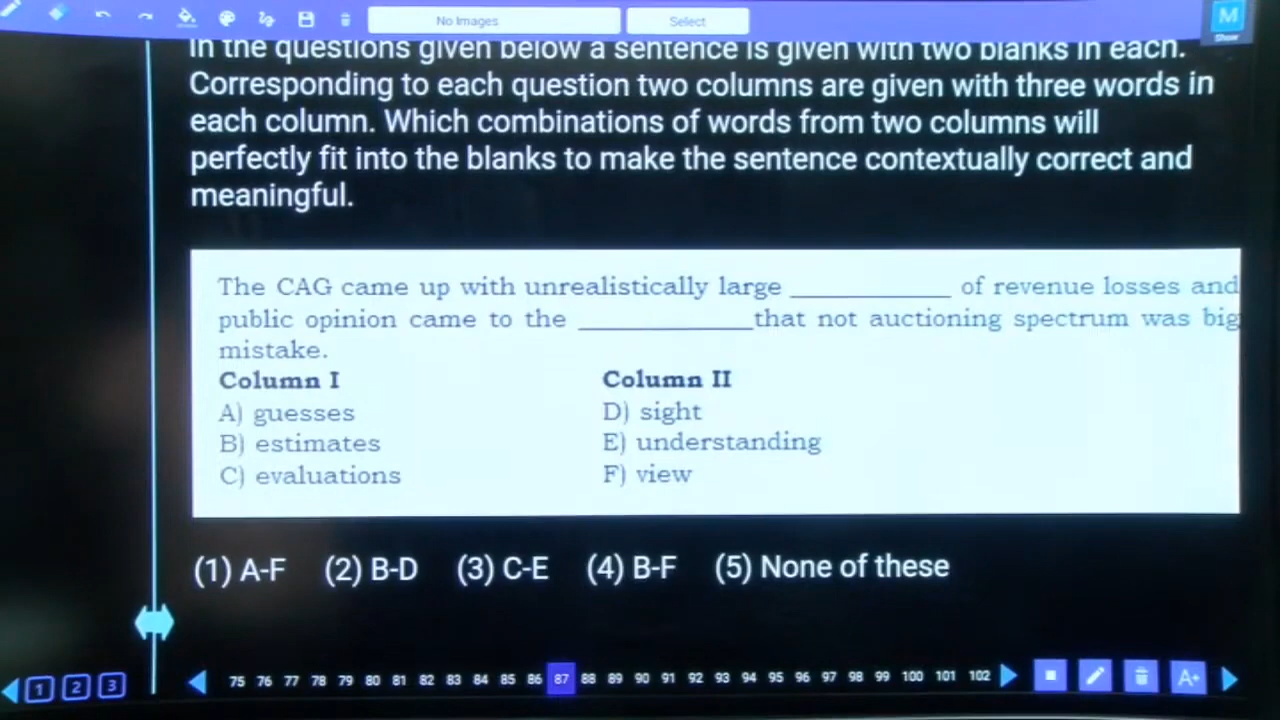 No Images
Select
M
Show
in the questions given below a sentence is given with two blanks in each.
Corresponding to each question two columns are given with three words in
each column. Which combinations of words from two columns will
perfectly fit into the blanks to make the sentence contextually correct and
meaningful.
The CAG came up with unrealistically large ____________ of revenue losses and
public opinion came to the _____________that not auctioning spectrum was big
mistake.
Column I Column II
A) guesses D) sight
B) estimates E) understanding
C) evaluations F) view
(1) A-F (2) B-D (3) C-E (4) B-F (5) None of these
1 2 3 75 76 77 78 79 80 81 82 83 84 85 86 87 88 89 90 91 92 93 94 95 96 97 98 99 100 101 102 A+